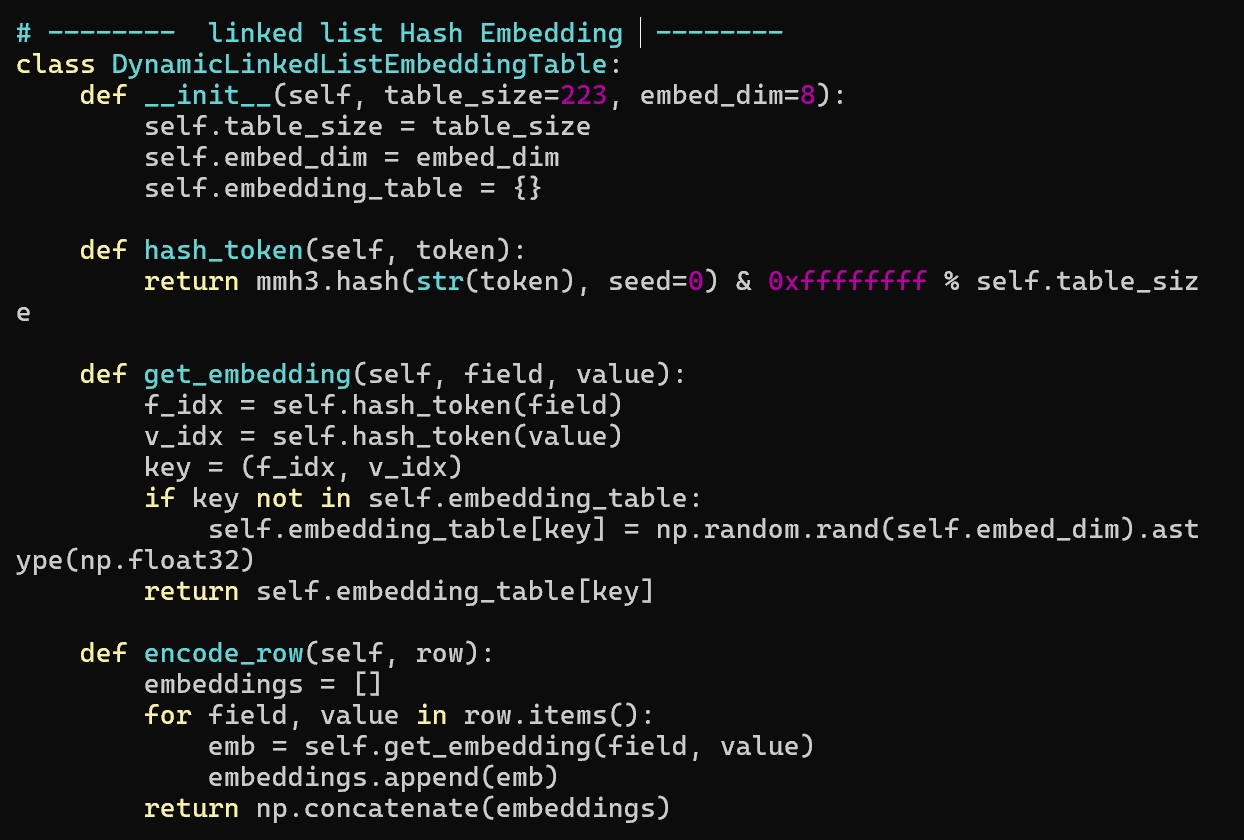 # --------  linked list Hash Embedding | --------
class DynamicLinkedListEmbeddingTable:
    def __init__(self, table_size=223, embed_dim=8):
        self.table_size = table_size
        self.embed_dim = embed_dim
        self.embedding_table = {}

    def hash_token(self, token):
        return mmh3.hash(str(token), seed=0) & 0xffffffff % self.table_siz
e

    def get_embedding(self, field, value):
        f_idx = self.hash_token(field)
        v_idx = self.hash_token(value)
        key = (f_idx, v_idx)
        if key not in self.embedding_table:
            self.embedding_table[key] = np.random.rand(self.embed_dim).ast
ype(np.float32)
        return self.embedding_table[key]

    def encode_row(self, row):
        embeddings = []
        for field, value in row.items():
            emb = self.get_embedding(field, value)
            embeddings.append(emb)
        return np.concatenate(embeddings)